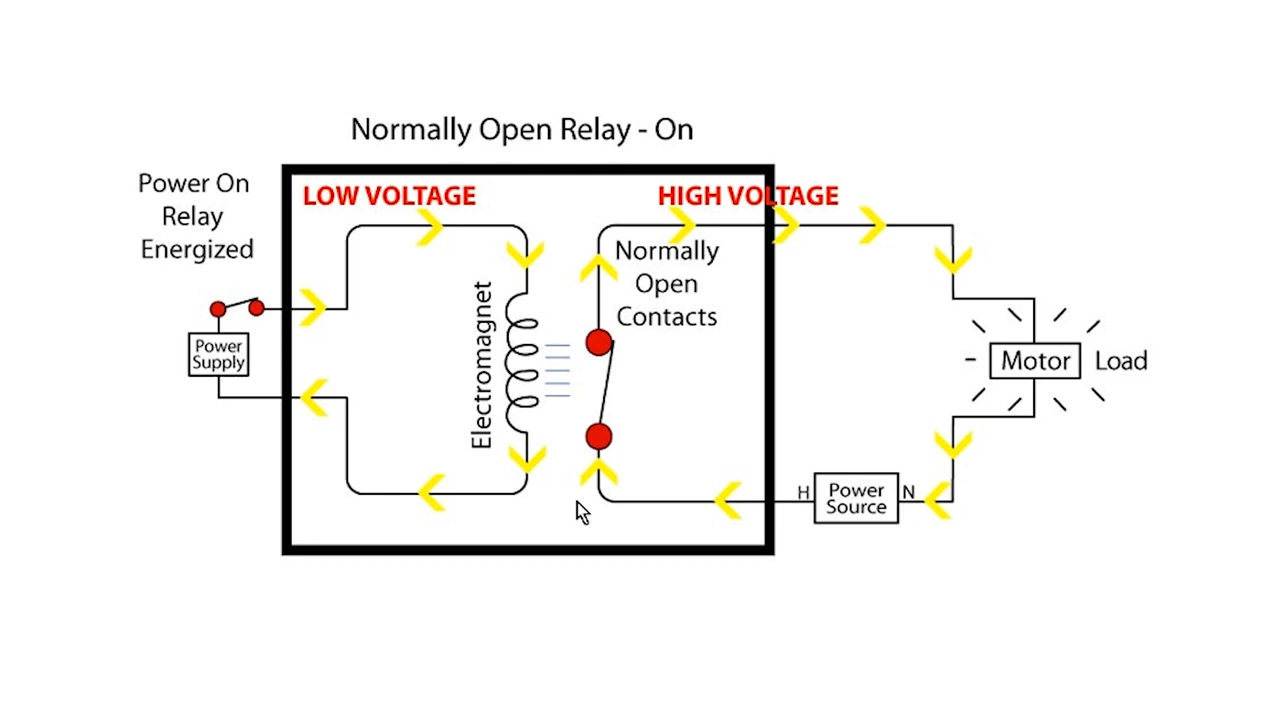 Normally Open Relay - On
Power On
Relay
Energized
LOW VOLTAGE
HIGH VOLTAGE
Normally
Open
Contacts
Electromagnet
Power
Supply
Motor
Load
H
Power
Source
N